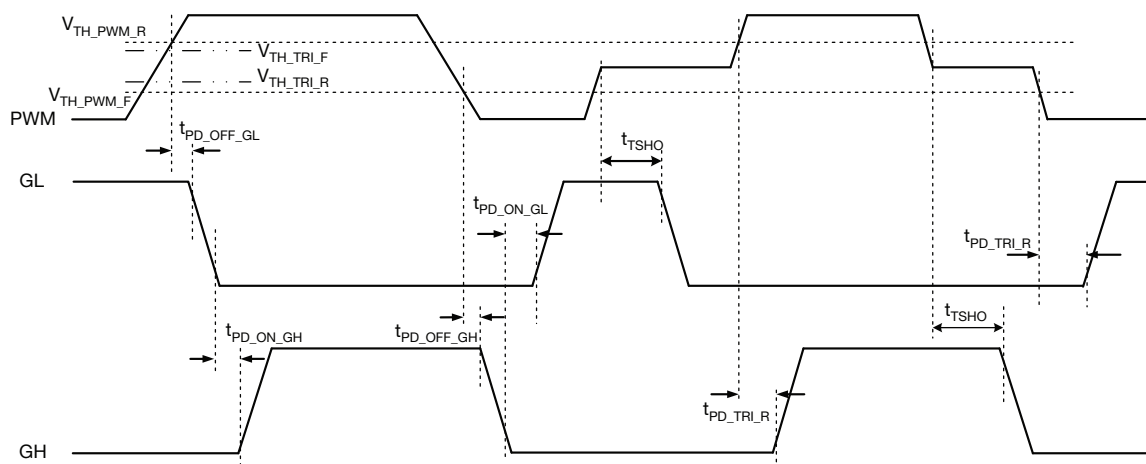 V_TH_PWM_R
V_TH_TRI_F
V_TH_TRI_R
V_TH_PWM_F
PWM
t_PD_OFF_GL
t_TSHO
GL
t_PD_ON_GL
t_PD_TRI_R
t_PD_ON_GH
t_PD_OFF_GH
t_TSHO
t_PD_TRI_R
GH